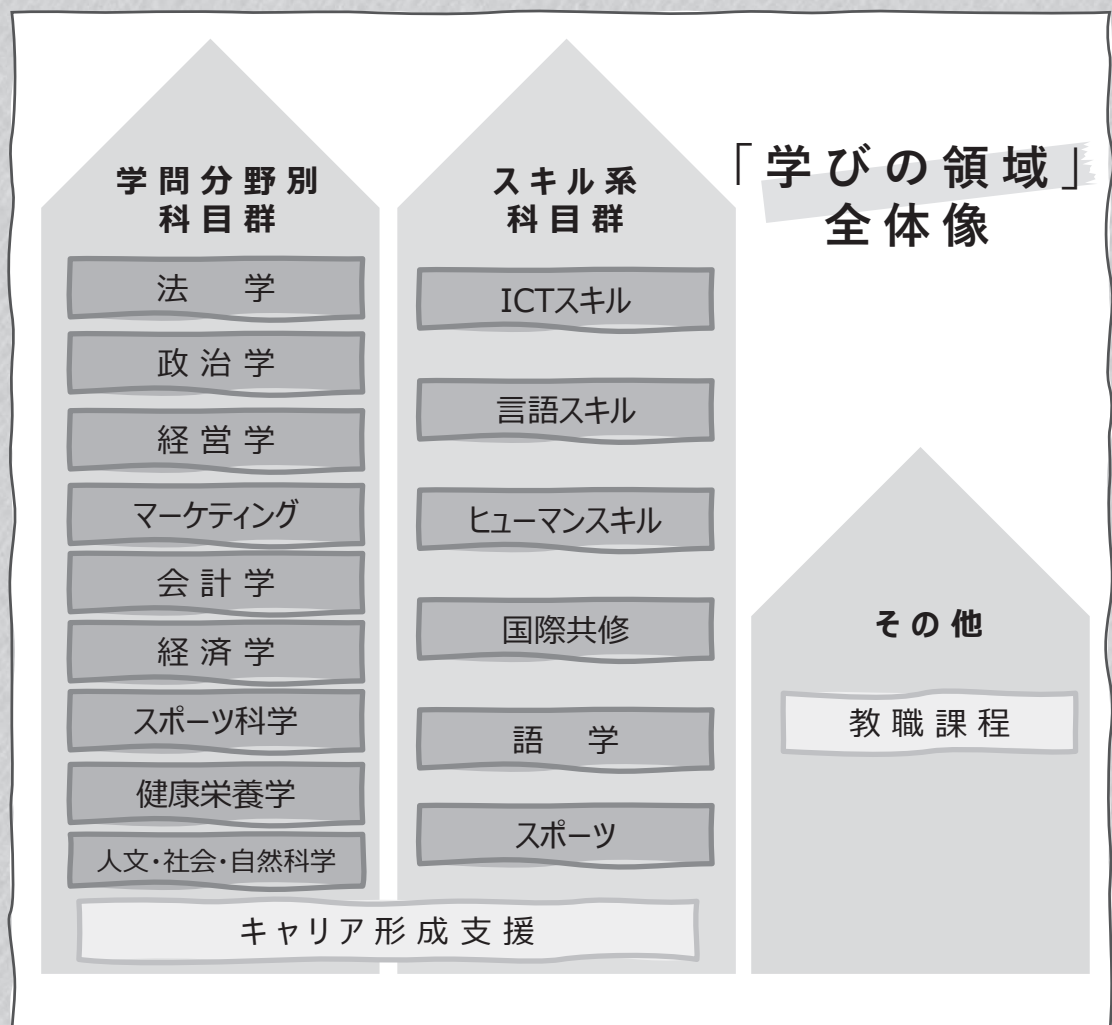 「学びの領域」
全体像
学問分野別
科目群
法　学
政治学
経営学
マーケティング
会計学
経済学
スポーツ科学
健康栄養学
人文・社会・自然科学
スキル系
科目群
ICTスキル
言語スキル
ヒューマンスキル
国際共修
語　学
スポーツ
キャリア形成支援
その他
教職課程